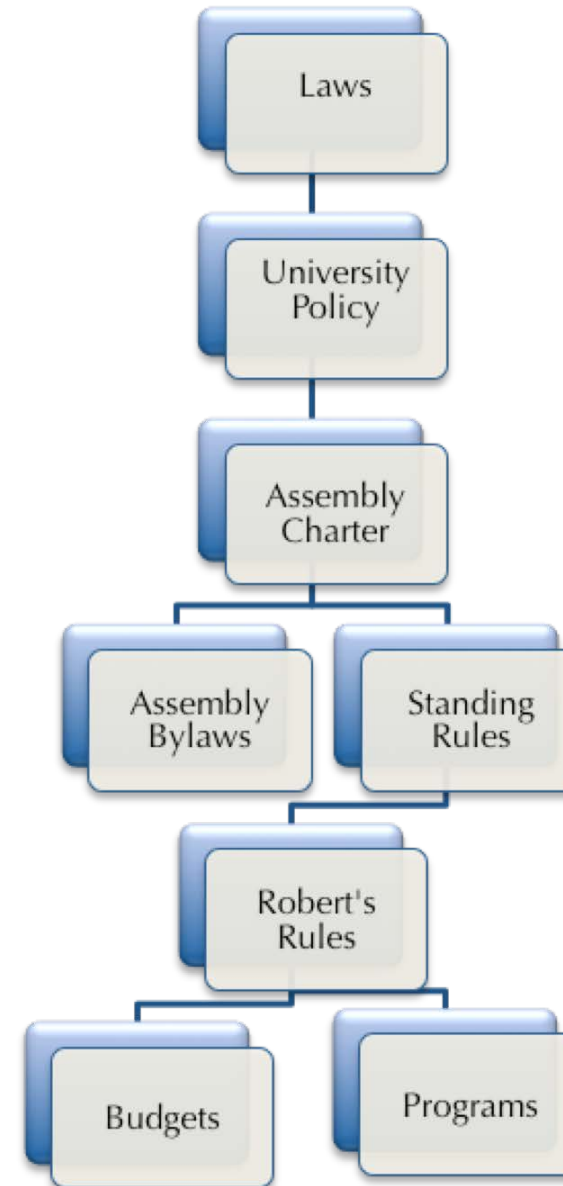 Laws
University
Policy
Assembly
Charter
Assembly
Bylaws
Standing
Rules
Robert's
Rules
Budgets
Programs